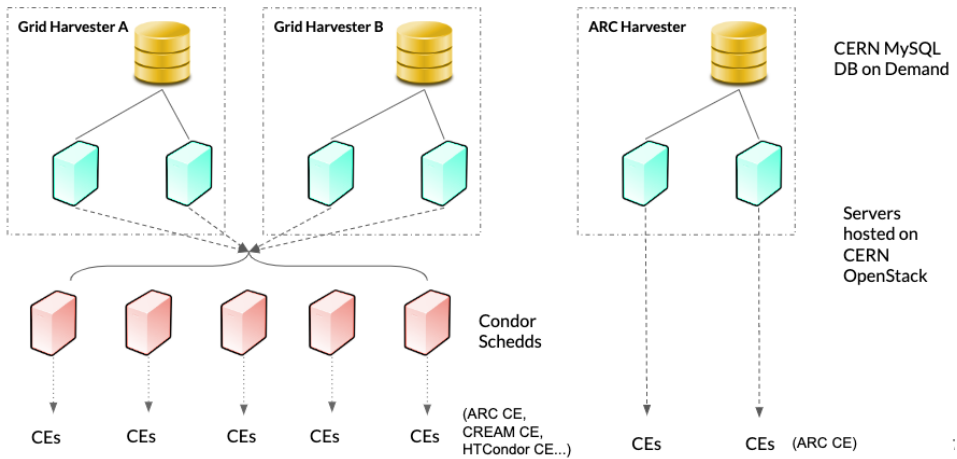 Grid Harvester A
Grid Harvester B
ARC Harvester
CERN MySQL
DB on Demand
Servers
hosted on
CERN
OpenStack
Condor
Schedds
(ARC CE,
CREAM CE,
HTCondor CE...)
CEs
CEs
CEs
CEs
CEs
CEs
CEs
(ARC CE)